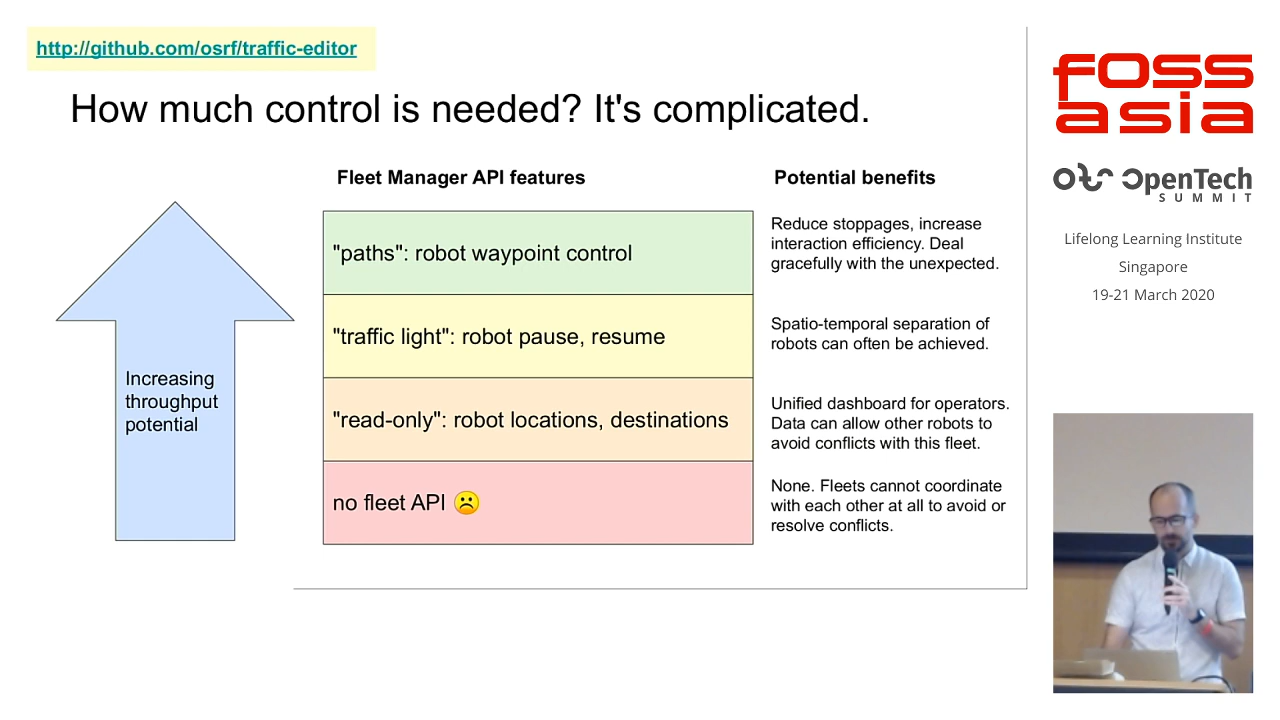 http://github.com/osrf/traffic-editor
How much control is needed? It's complicated.
Fleet Manager API features
Potential benefits
Increasing
throughput
potential
"paths": robot waypoint control
Reduce stoppages, increase
interaction efficiency. Deal
gracefully with the unexpected.
"traffic light": robot pause, resume
Spatio-temporal separation of
robots can often be achieved.
"read-only": robot locations, destinations
Unified dashboard for operators.
Data can allow other robots to
avoid conflicts with this fleet.
no fleet API ☹️
None. Fleets cannot coordinate
with each other at all to avoid or
resolve conflicts.
FOSS
asia
ots OpenTech
SUMMIT
Lifelong Learning Institute
Singapore
19-21 March 2020